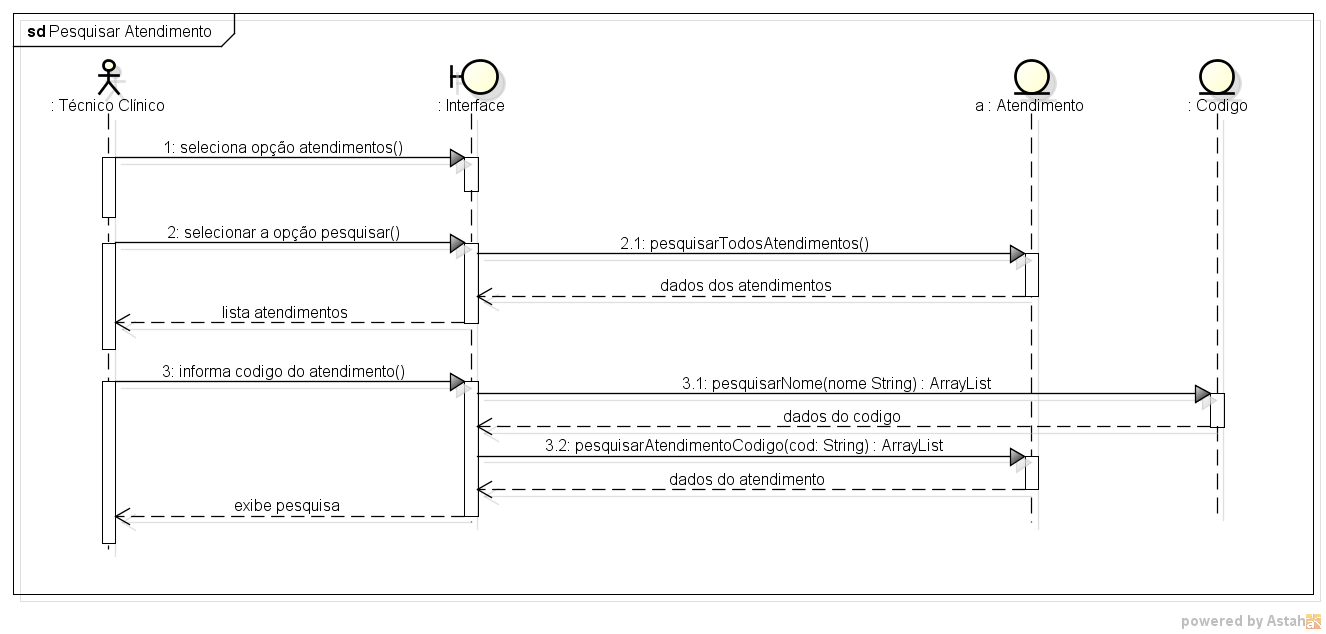 sd Pesquisar Atendimento
: Técnico Clínico
: Interface
a : Atendimento
: Codigo
1: seleciona opção atendimentos()
2: selecionar a opção pesquisar()
2.1: pesquisarTodosAtendimentos()
dados dos atendimentos
lista atendimentos
3: informa codigo do atendimento()
3.1: pesquisarNome(nome String) : ArrayList
dados do codigo
3.2: pesquisarAtendimentoCodigo(cod: String) : ArrayList
dados do atendimento
exibe pesquisa
powered by Astah